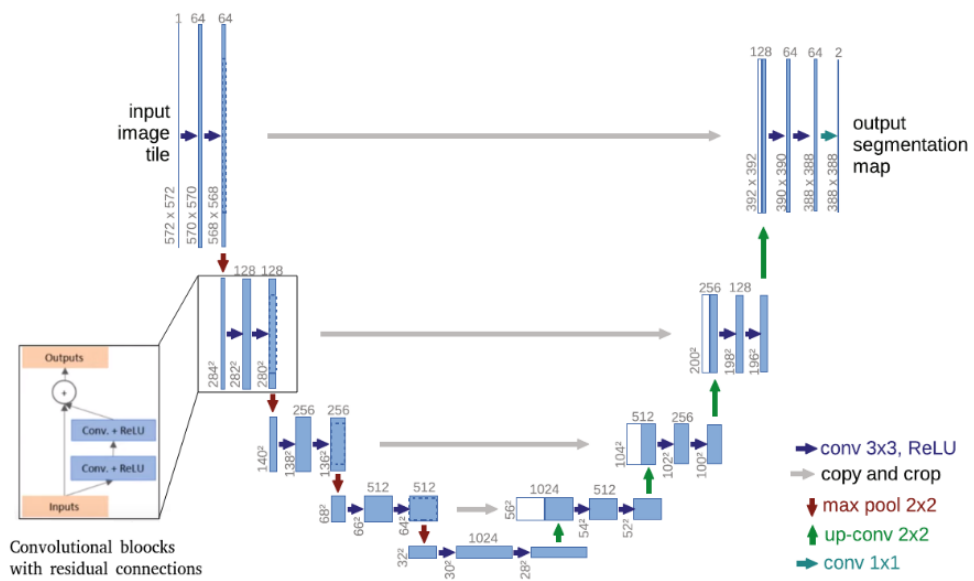 1
64
64
input
image
tile
572 x 572
570 x 570
568 x 568
128
64
64
2
output
segmentation
map
392 x 392
390 x 390
388 x 388
388 x 388
128
128
284²
282²
280²
256
128
200²
198²
196²
Outputs
+
Conv. + ReLU
Conv. + ReLU
Inputs
Convolutional bloocks
with residual connections
256
256
140²
138²
136²
512
256
104²
102²
100²
512
512
68²
66²
64²
1024
512
56²
54²
52²
1024
32²
30²
28²
conv 3x3, ReLU
copy and crop
max pool 2x2
up-conv 2x2
conv 1x1